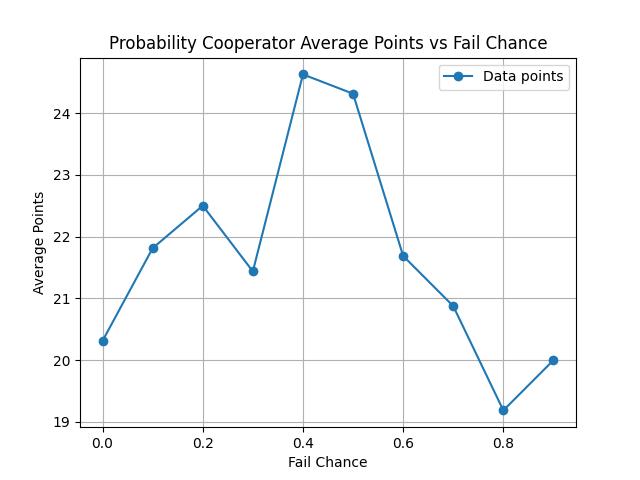 Probability Cooperator Average Points vs Fail Chance
Data points
24
23
22
21
20
19
Average Points
0.0 0.2 0.4 0.6 0.8
Fail Chance